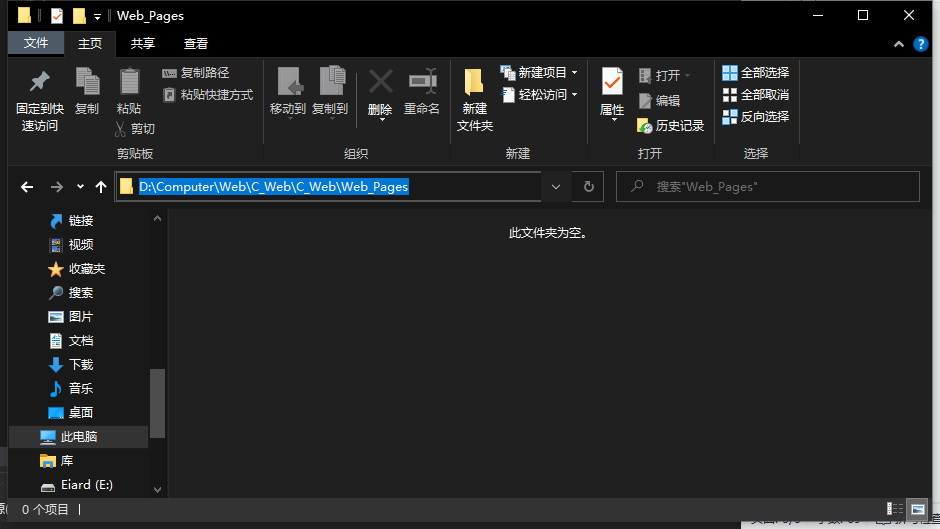 Web_Pages
文件 主页 共享 查看
固定到快速访问
复制
粘贴
复制路径
粘贴快捷方式
剪切
剪贴板
移动到
复制到
删除
重命名
组织
新建
文件夹
新建项目
轻松访问
新建
属性
打开
编辑
历史记录
打开
全部选择
全部取消
反向选择
选择
D:\Computer\Web\C_Web\C_Web\Web_Pages
搜索"Web_Pages"
链接
视频
收藏夹
搜索
图片
文档
下载
音乐
桌面
此电脑
库
Eiard (E:)
此文件夹为空。
0 个项目